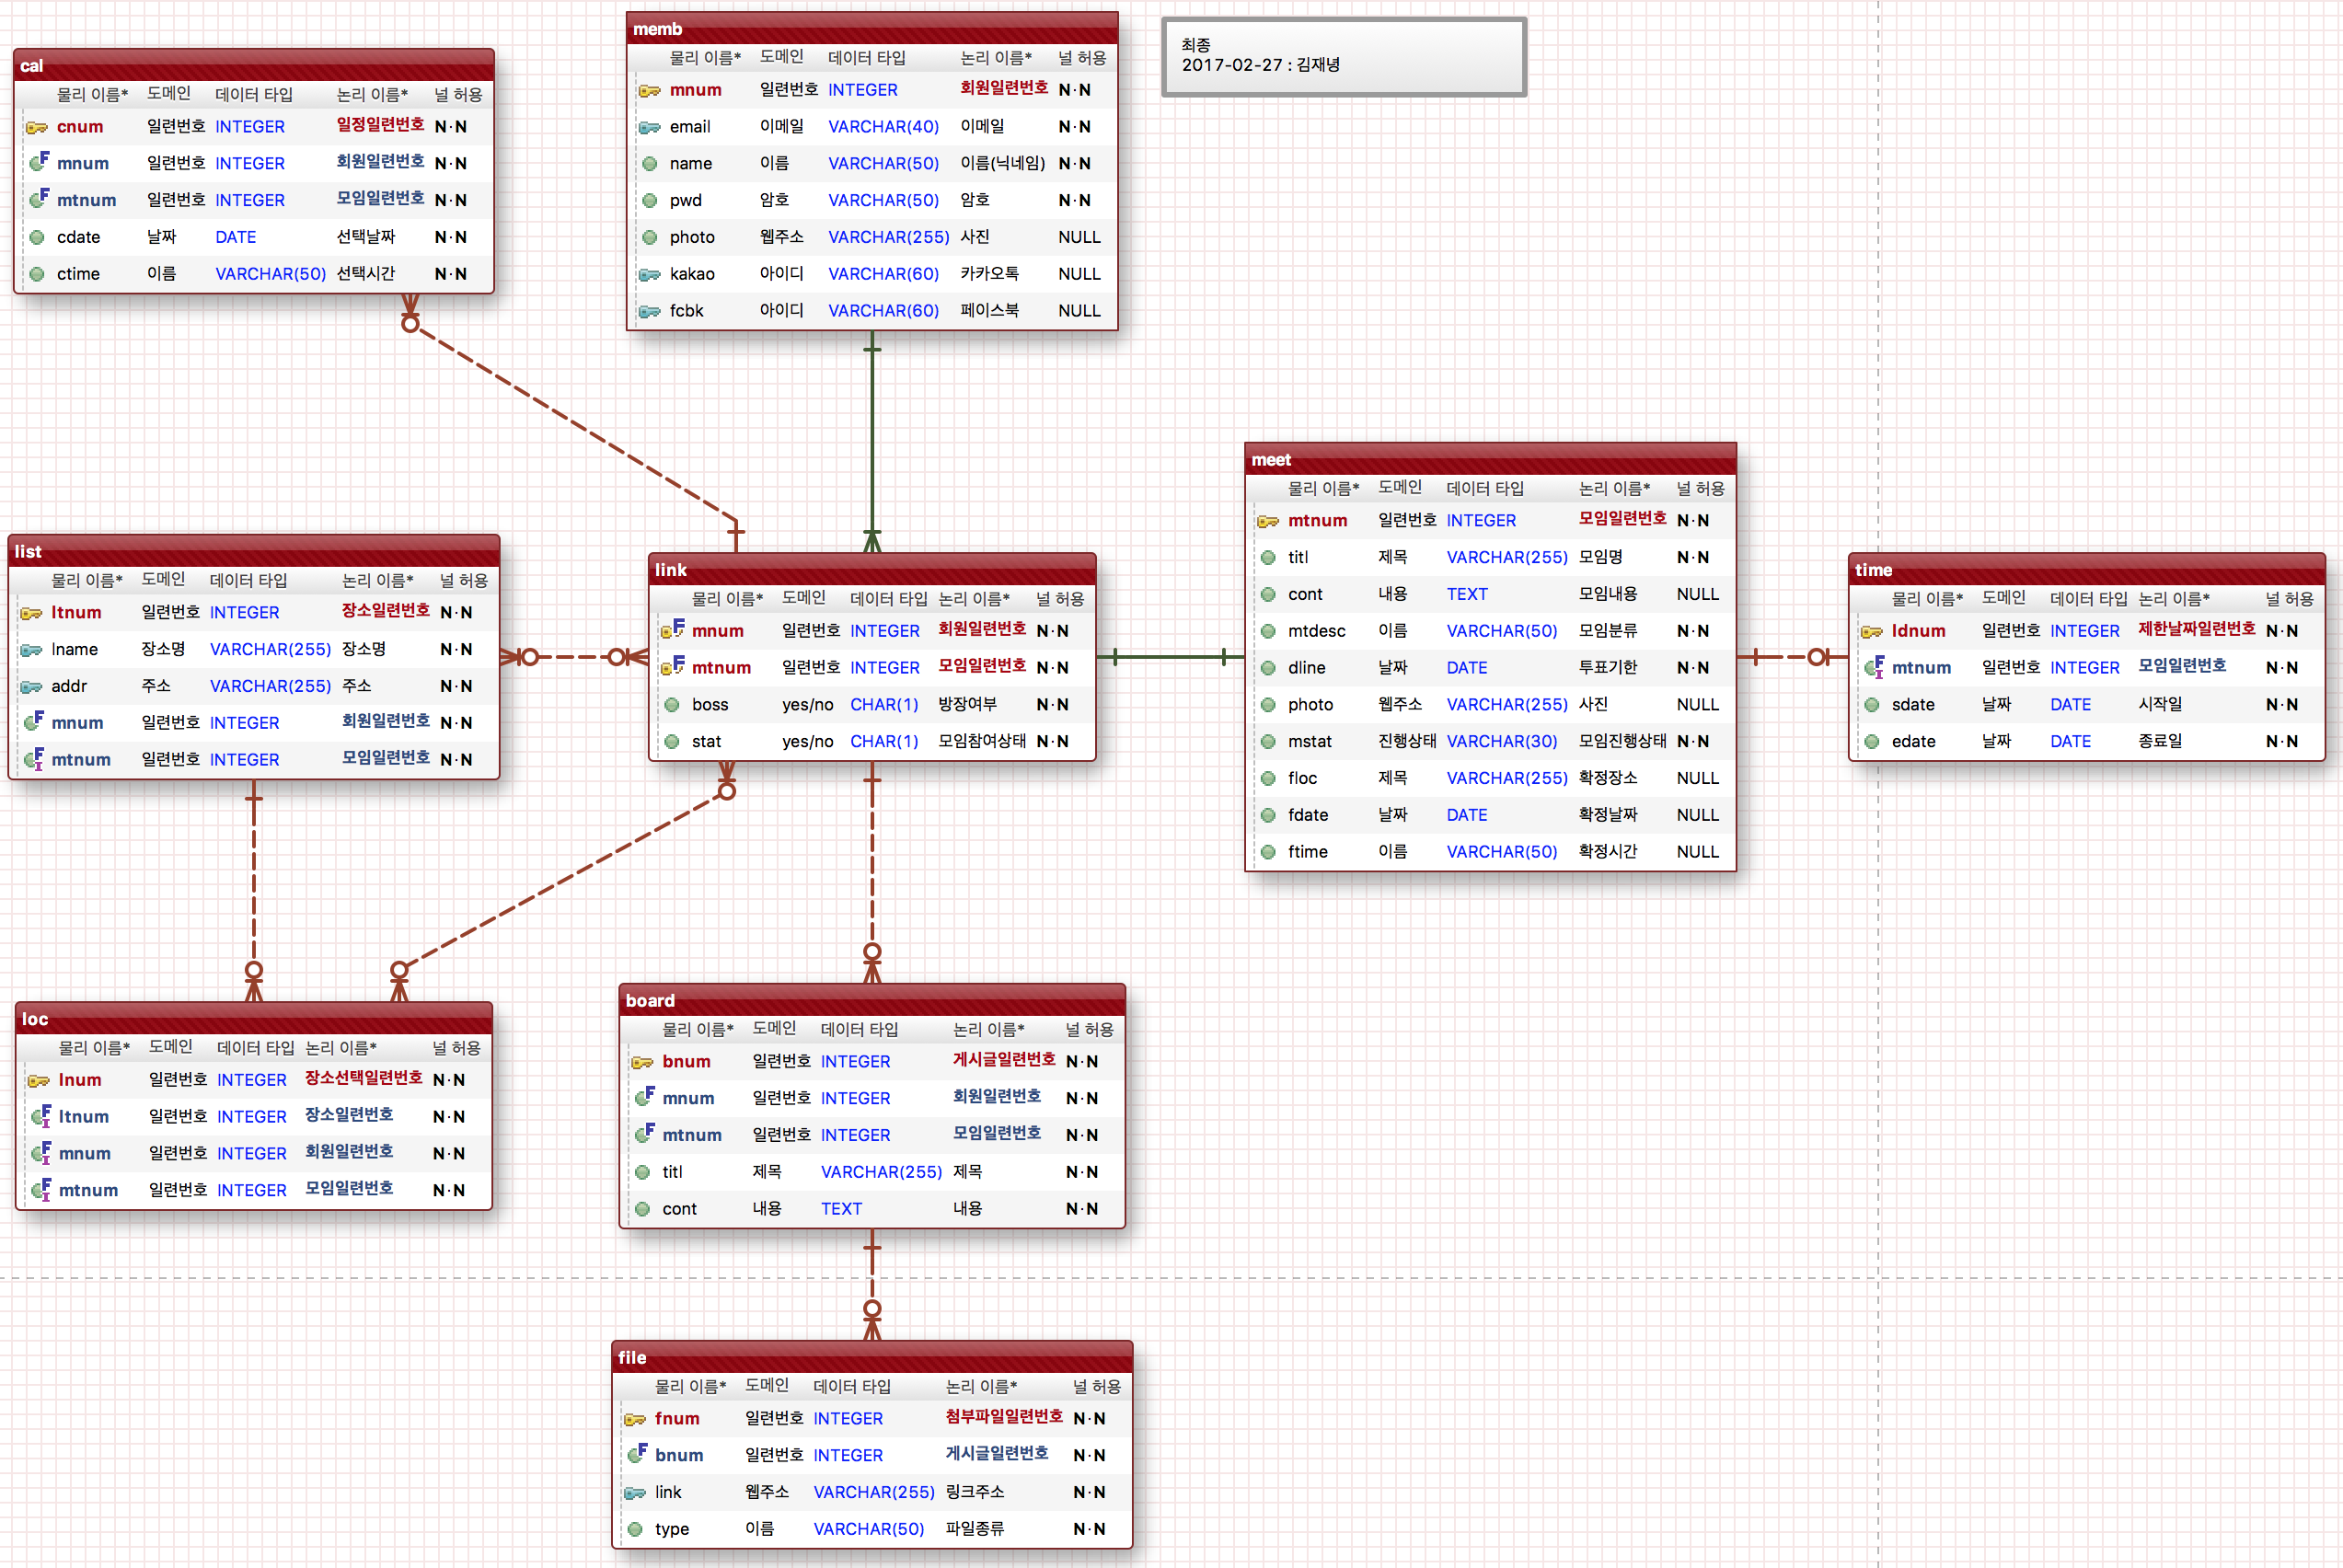 cal
물리 이름* 도메인 데이터 타입 논리 이름* 널 허용
cnum 일련번호 INTEGER 일정일련번호 N·N
mnum 일련번호 INTEGER 회원일련번호 N·N
mtnum 일련번호 INTEGER 모임일련번호 N·N
cdate 날짜 DATE 선택날짜 N·N
ctime 이름 VARCHAR(50) 선택시간 N·N
memb
물리 이름* 도메인 데이터 타입 논리 이름* 널 허용
mnum 일련번호 INTEGER 회원일련번호 N·N
email 이메일 VARCHAR(40) 이메일 N·N
name 이름 VARCHAR(50) 이름(닉네임) N·N
pwd 암호 VARCHAR(50) 암호 N·N
photo 웹주소 VARCHAR(255) 사진 NULL
kakao 아이디 VARCHAR(60) 카카오톡 NULL
fcbk 아이디 VARCHAR(60) 페이스북 NULL
최종
2017-02-27 : 김재녕
list
물리 이름* 도메인 데이터 타입 논리 이름* 널 허용
ltnum 일련번호 INTEGER 장소일련번호 N·N
lname 장소명 VARCHAR(255) 장소명 N·N
addr 주소 VARCHAR(255) 주소 N·N
mnum 일련번호 INTEGER 회원일련번호 N·N
mtnum 일련번호 INTEGER 모임일련번호 N·N
link
물리 이름* 도메인 데이터 타입 논리 이름* 널 허용
mnum 일련번호 INTEGER 회원일련번호 N·N
mtnum 일련번호 INTEGER 모임일련번호 N·N
boss yes/no CHAR(1) 방장여부 N·N
stat yes/no CHAR(1) 모임참여상태 N·N
meet
물리 이름* 도메인 데이터 타입 논리 이름* 널 허용
mtnum 일련번호 INTEGER 모임일련번호 N·N
titl 제목 VARCHAR(255) 모임명 N·N
cont 내용 TEXT 모임내용 NULL
mtdesc 이름 VARCHAR(50) 모임분류 N·N
dline 날짜 DATE 투표기한 N·N
photo 웹주소 VARCHAR(255) 사진 NULL
mstat 진행상태 VARCHAR(30) 모임진행상태 N·N
floc 제목 VARCHAR(255) 확정장소 NULL
fdate 날짜 DATE 확정날짜 NULL
ftime 이름 VARCHAR(50) 확정시간 NULL
time
물리 이름* 도메인 데이터 타입 논리 이름* 널 허용
ldnum 일련번호 INTEGER 제한날짜일련번호 N·N
mtnum 일련번호 INTEGER 모임일련번호 N·N
sdate 날짜 DATE 시작일 N·N
edate 날짜 DATE 종료일 N·N
loc
물리 이름* 도메인 데이터 타입 논리 이름* 널 허용
lnum 일련번호 INTEGER 장소선택일련번호 N·N
ltnum 일련번호 INTEGER 장소일련번호 N·N
mnum 일련번호 INTEGER 회원일련번호 N·N
mtnum 일련번호 INTEGER 모임일련번호 N·N
board
물리 이름* 도메인 데이터 타입 논리 이름* 널 허용
bnum 일련번호 INTEGER 게시글일련번호 N·N
mnum 일련번호 INTEGER 회원일련번호 N·N
mtnum 일련번호 INTEGER 모임일련번호 N·N
titl 제목 VARCHAR(255) 제목 N·N
cont 내용 TEXT 내용 N·N
file
물리 이름* 도메인 데이터 타입 논리 이름* 널 허용
fnum 일련번호 INTEGER 첨부파일일련번호 N·N
bnum 일련번호 INTEGER 게시글일련번호 N·N
link 웹주소 VARCHAR(255) 링크주소 N·N
type 이름 VARCHAR(50) 파일종류 N·N